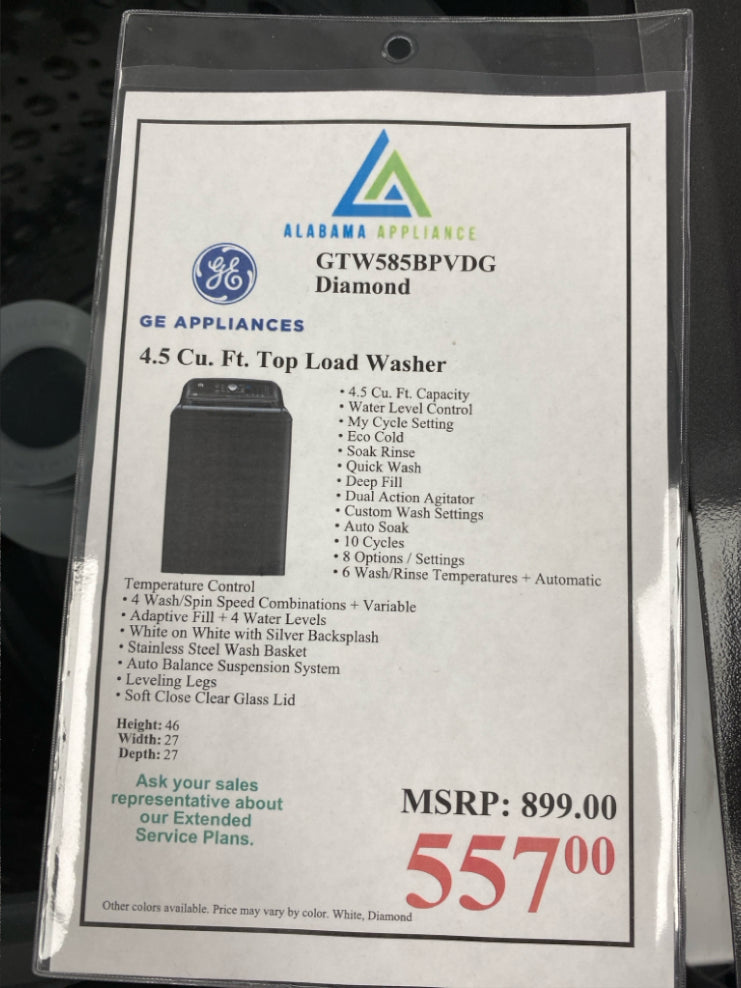 ALABAMA APPLIANCE
GE
GE APPLIANCES
GTW585BPVDG
Diamond
4.5 Cu. Ft. Top Load Washer
• 4.5 Cu. Ft. Capacity
• Water Level Control
• My Cycle Setting
• Eco Cold
• Soak Rinse
• Quick Wash
• Deep Fill
• Dual Action Agitator
• Custom Wash Settings
• Auto Soak
• 10 Cycles
• 8 Options / Settings
• 6 Wash/Rinse Temperatures + Automatic
Temperature Control
• 4 Wash/Spin Speed Combinations + Variable
• Adaptive Fill + 4 Water Levels
• White on White with Silver Backsplash
• Stainless Steel Wash Basket
• Auto Balance Suspension System
• Leveling Legs
• Soft Close Clear Glass Lid
Height: 46
Width: 27
Depth: 27
Ask your sales
representative about
our Extended
Service Plans.
MSRP: 899.00
557 00
Other colors available. Price may vary by color. White, Diamond